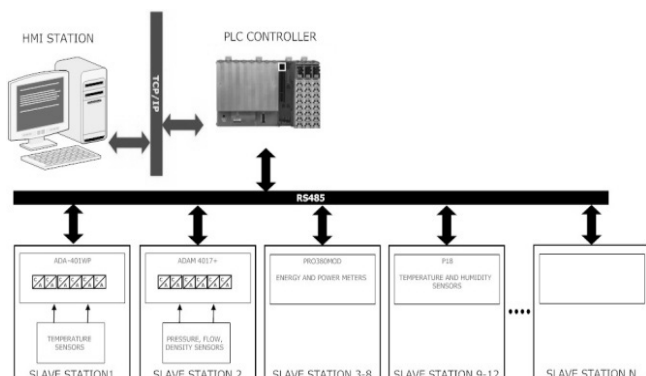 HMI STATION
PLC CONTROLLER
TCP/IP
RS485
ADA-401WP
ADAM 4017+
PRO380MOD
ENERGY AND POWER METERS
P18
TEMPERATURE AND HUMIDITY
SENSORS
TEMPERATURE
SENSORS
PRESSURE, FLOW,
DENSITY SENSORS
SLAVE STATION1
SLAVE STATION 2
SLAVE STATION 3-8
SLAVE STATION 9-12
SLAVE STATION N